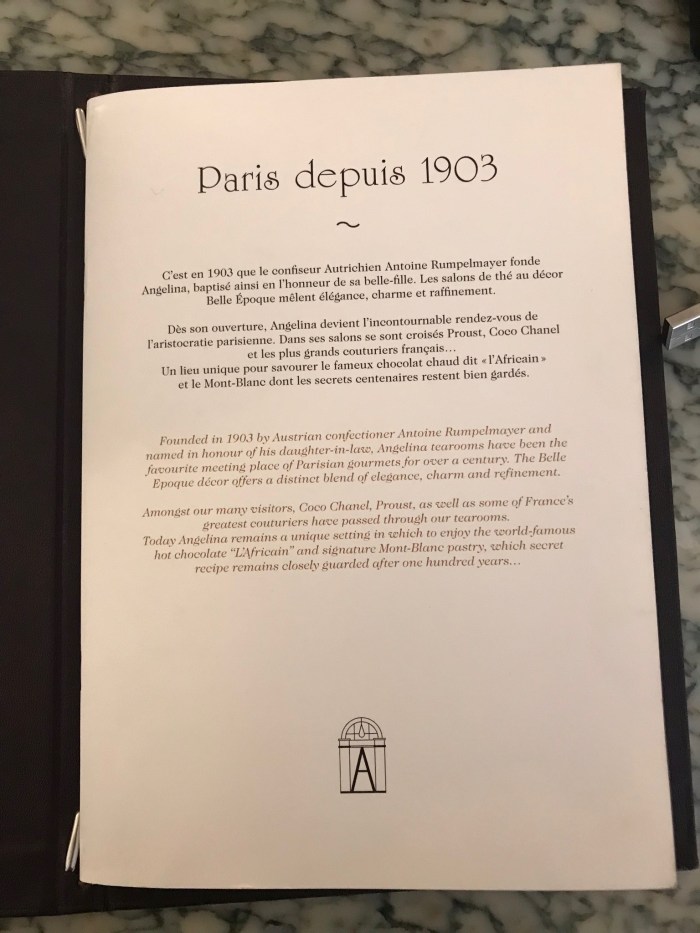 Paris depuis 1903
~
C'est en 1903 que le confiseur Autrichien Antoine Rumpelmayer fonde
Angelina, baptisé ainsi en l'honneur de sa belle-fille. Les salons de thé au décor
Belle Époque mêlent élégance, charme et raffinement.
Dès son ouverture, Angelina devient l'incontournable rendez-vous de
l'aristocratie parisienne. Dans ses salons se sont croisés Proust, Coco Chanel
et les plus grands couturiers français…
Un lieu unique pour savourer le fameux chocolat chaud dit « l'Africain »
et le Mont-Blanc dont les secrets centenaires restent bien gardés.
Founded in 1903 by Austrian confectioner Antoine Rumpelmayer and
named in honour of his daughter-in-law, Angelina tearooms have been the
favourite meeting place of Parisian gourmets for over a century. The Belle
Epoque décor offers a distinct blend of elegance, charm and refinement.
Amongst our many visitors, Coco Chanel, Proust, as well as some of France's
greatest couturiers have passed through our tearooms.
Today Angelina remains a unique setting in which to enjoy the world-famous
hot chocolate "L'Africain" and signature Mont-Blanc pastry, which secret
recipe remains closely guarded after one hundred years…
A